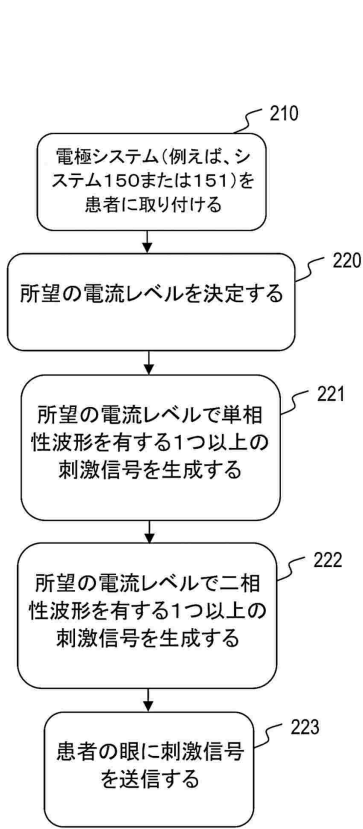 210
電極システム(例えば、シ
ステム150または151)を
患者に取り付ける
220
所望の電流レベルを決定する
221
所望の電流レベルで単相
性波形を有する1つ以上の
刺激信号を生成する
222
所望の電流レベルで二相
性波形を有する1つ以上の
刺激信号を生成する
223
患者の眼に刺激信号
を送信する